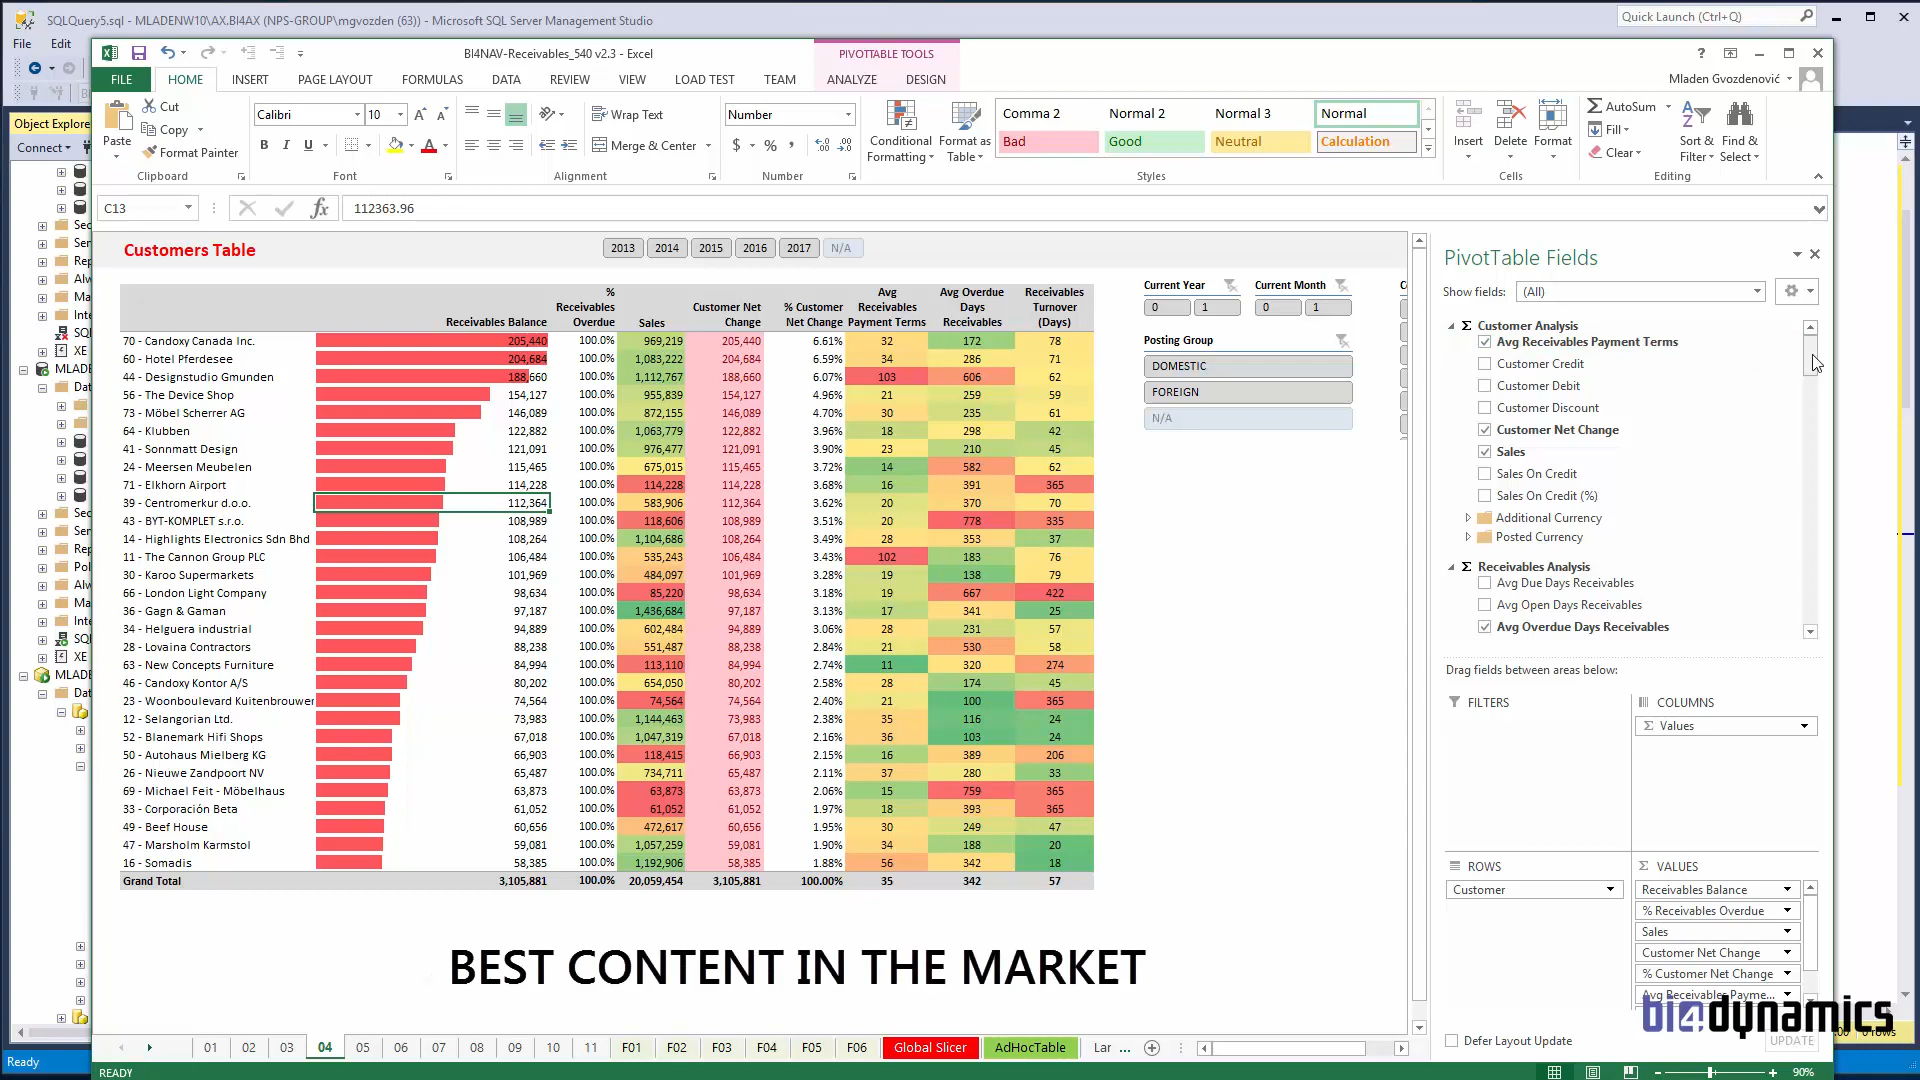 SQLQuery5.sql - MLADENW10\AX.BI4AX (NPS-GROUP\mgvozden (63)) - Microsoft SQL Server Management Studio
Quick Launch (Ctrl+Q)
File Edit
BI4NAV-Receivables_540 v2.3 - Excel
PIVOTTABLE TOOLS
FILE HOME INSERT PAGE LAYOUT FORMULAS DATA REVIEW VIEW LOAD TEST TEAM ANALYZE DESIGN
Mladen Gvozdenović
Paste
Cut
Copy
Format Painter
Clipboard
Calibri 10
B I U
Font
Wrap Text
Merge & Center
Alignment
Number
$ % ,
Number
Conditional Formatting
Format as Table
Comma 2 Normal 2 Normal 3 Normal
Bad Good Neutral Calculation
Styles
Insert Delete Format
Cells
AutoSum
Fill
Clear
Sort & Filter
Find & Select
Editing
Object Explore
Connect
C13
fx
112363.96
Customers Table
2013 2014 2015 2016 2017 N/A
Receivables Balance % Receivables Overdue Sales Customer Net Change % Customer Net Change Avg Receivables Payment Terms Avg Overdue Days Receivables Receivables Turnover (Days)
70 - Candoxy Canada Inc. 205,440 100.0% 969,219 205,440 6.61% 32 172 78
60 - Hotel Pferdesee 204,684 100.0% 1,083,222 204,684 6.59% 34 286 71
44 - Designstudio Gmunden 188,660 100.0% 1,112,767 188,660 6.07% 103 606 62
56 - The Device Shop 154,127 100.0% 955,839 154,127 4.96% 21 259 59
73 - Möbel Scherrer AG 146,089 100.0% 872,155 146,089 4.70% 30 235 61
64 - Klubben 122,882 100.0% 1,063,779 122,882 3.96% 18 298 42
41 - Sonnmatt Design 121,091 100.0% 976,477 121,091 3.90% 23 210 45
24 - Meersen Meubelen 115,465 100.0% 675,015 115,465 3.72% 14 582 62
71 - Elkhorn Airport 114,228 100.0% 114,228 114,228 3.68% 16 391 365
39 - Centromerkur d.o.o. 112,364 100.0% 583,906 112,364 3.62% 20 370 70
43 - BYT-KOMPLET s.r.o. 108,989 100.0% 118,606 108,989 3.51% 20 778 335
14 - Highlights Electronics Sdn Bhd 108,264 100.0% 1,104,686 108,264 3.49% 28 353 37
11 - The Cannon Group PLC 106,484 100.0% 535,243 106,484 3.43% 102 183 76
30 - Karoo Supermarkets 101,969 100.0% 484,097 101,969 3.28% 19 138 79
66 - London Light Company 98,634 100.0% 85,220 98,634 3.18% 19 667 422
36 - Gagn & Gaman 97,187 100.0% 1,436,684 97,187 3.13% 17 341 25
34 - Helguera industrial 94,889 100.0% 602,484 94,889 3.06% 28 231 57
28 - Lovaina Contractors 88,238 100.0% 551,487 88,238 2.84% 21 530 58
63 - New Concepts Furniture 84,994 100.0% 113,110 84,994 2.74% 11 320 274
46 - Candoxy Kontor A/S 80,202 100.0% 654,050 80,202 2.58% 28 174 45
23 - Woonboulevard Kuitenbrouwer 74,564 100.0% 74,564 74,564 2.40% 21 100 365
12 - Selangorian Ltd. 73,983 100.0% 1,144,463 73,983 2.38% 35 116 24
52 - Blanemark Hifi Shops 67,018 100.0% 1,047,319 67,018 2.16% 36 103 24
50 - Autohaus Mielberg KG 66,903 100.0% 118,415 66,903 2.15% 16 389 206
26 - Nieuwe Zandpoort NV 65,487 100.0% 734,711 65,487 2.11% 37 280 33
69 - Michael Feit - Möbelhaus 63,873 100.0% 63,873 63,873 2.06% 15 759 365
33 - Corporación Beta 61,052 100.0% 61,052 61,052 1.97% 18 393 365
49 - Beef House 60,656 100.0% 472,617 60,656 1.95% 30 249 47
47 - Marsholm Karmstol 59,081 100.0% 1,057,259 59,081 1.90% 34 188 20
16 - Somadis 58,385 100.0% 1,192,906 58,385 1.88% 56 342 18
Grand Total 3,105,881 100.0% 20,059,454 3,105,881 100.00% 35 342 57
Current Year
0 1
Current Month
0 1
Posting Group
DOMESTIC
FOREIGN
N/A
PivotTable Fields
Show fields: (All)
Customer Analysis
Avg Receivables Payment Terms
Customer Credit
Customer Debit
Customer Discount
Customer Net Change
Sales
Sales On Credit
Sales On Credit (%)
Additional Currency
Posted Currency
Receivables Analysis
Avg Due Days Receivables
Avg Open Days Receivables
Avg Overdue Days Receivables
Drag fields between areas below:
FILTERS
COLUMNS
Values
ROWS
Customer
VALUES
Receivables Balance
% Receivables Overdue
Sales
Customer Net Change
% Customer Net Change
Avg Receivables Payme...
Defer Layout Update
UPDATE
BEST CONTENT IN THE MARKET
bi4dynamics
01 02 03 04 05 06 07 08 09 10 11 F01 F02 F03 F04 F05 F06 Global Slicer AdHocTable Lar ...
Ready
READY
90%